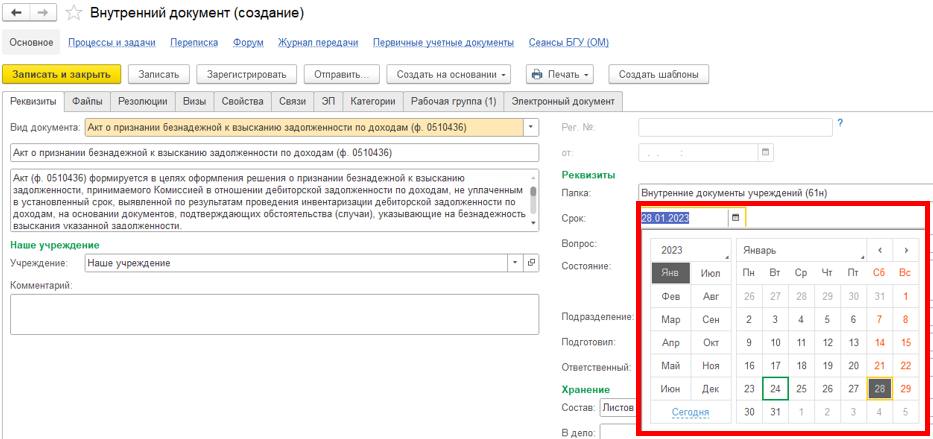 Внутренний документ (создание)
Основное Процессы и задачи Переписка Форум Журнал передачи Первичные учетные документы Сеансы БГУ (ОМ)
Записать и закрыть Записать Зарегистрировать Отправить... Создать на основании Печать Создать шаблоны
Реквизиты Файлы Резолюции Визы Свойства Связи ЭП Категории Рабочая группа (1) Электронный документ
Вид документа: Акт о признании безнадежной к взысканию задолженности по доходам (ф. 0510436)
Акт о признании безнадежной к взысканию задолженности по доходам (ф. 0510436)
Акт (ф. 0510436) формируется в целях оформления решения о признании безнадежной к взысканию
задолженности, принимаемого Комиссией в отношении дебиторской задолженности по доходам, не уплаченным
в установленный срок, выявленной по результатам проведения инвентаризации дебиторской задолженности по
доходам, на основании документов, подтверждающих обстоятельства (случаи), указывающие на безнадежность
взыскания указанной задолженности.
Наше учреждение
Учреждение: Наше учреждение
Комментарий:
Рег. №: ?
от: . . :
Реквизиты
Папка: Внутренние документы учреждений (61н)
Срок: 28.01.2023
Вопрос:
Состояние:
Подразделение:
Подготовил:
Ответственный:
Хранение
Состав: Листов
В дело:
2023 Январь < >
Янв Июл Пн Вт Ср Чт Пт Сб Вс
Фев Авг 26 27 28 29 30 31 1
Мар Сен 2 3 4 5 6 7 8
Апр Окт 9 10 11 12 13 14 15
Май Ноя 16 17 18 19 20 21 22
Июн Дек 23 24 25 26 27 28 29
Сегодня 30 31 1 2 3 4 5